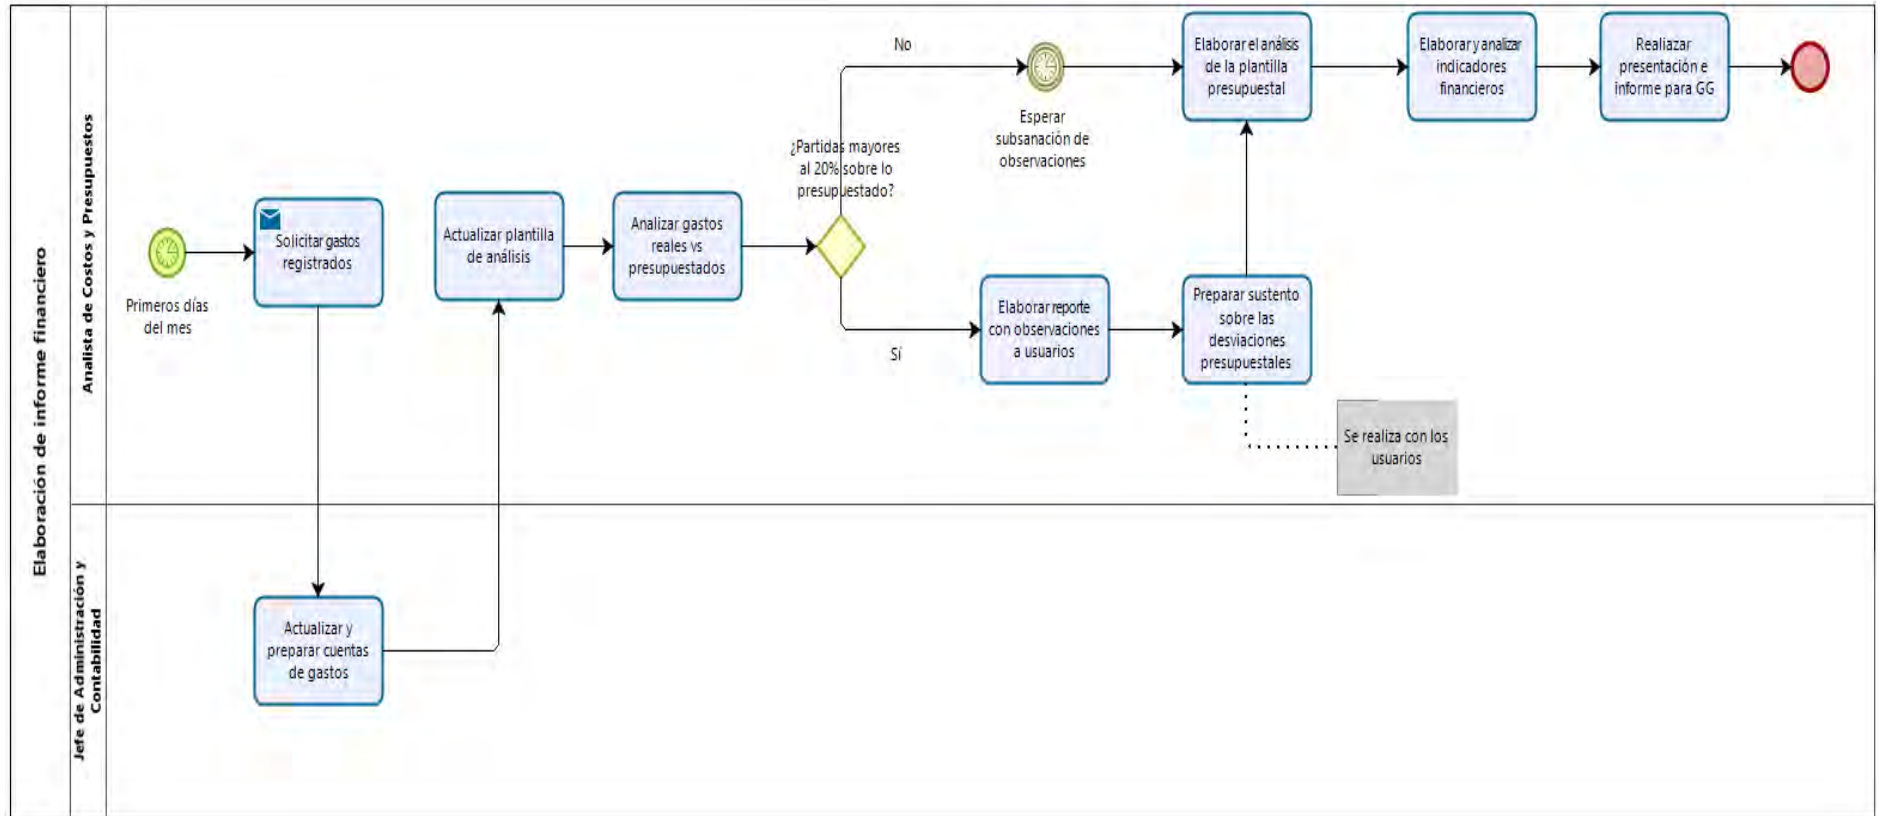 Elaboración de informe financiero
Analista de Costos y Presupuestos
Jefe de Administración y
Contabilidad
Primeros días
del mes
Solicitar gastos
registrados
Actualizar y
preparar cuentas
de gastos
Actualizar plantilla
de análisis
Analizar gastos
reales vs
presupuestados
¿Partidas mayores
al 20% sobre lo
presupuestado?
No
Esperar
subsanación de
observaciones
Sí
Elaborar reporte
con observaciones
a usuarios
Preparar sustento
sobre las
desviaciones
presupuestales
Se realiza con los
usuarios
Elaborar el análisis
de la plantilla
presupuestal
Elaborar y analizar
indicadores
financieros
Realiazar
presentación e
informe para GG